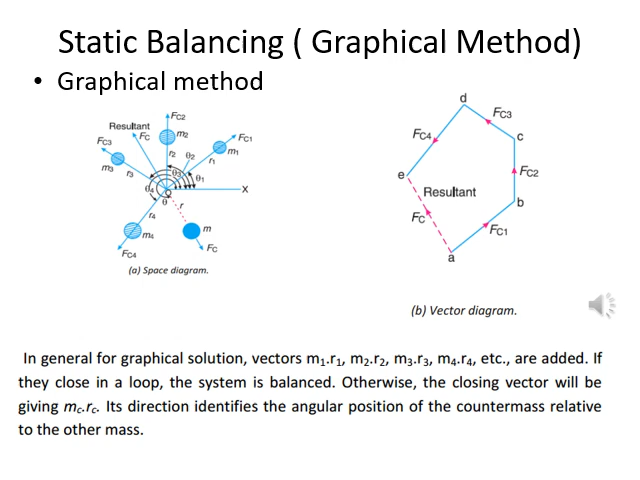 Static Balancing ( Graphical Method)
• Graphical method
FC2
Resultant
FC
m2
FC1
FC3
r2
θ2
r1
m1
m3
r3
θ3
θ1
θ4
O
X
θ
r
r4
m4
m
FC4
FC
(a) Space diagram.
d
FC3
FC4
c
e
FC2
Resultant
b
FC
FC1
a
(b) Vector diagram.
In general for graphical solution, vectors m1.r1, m2.r2, m3.r3, m4.r4, etc., are added. If
they close in a loop, the system is balanced. Otherwise, the closing vector will be
giving mc.rc. Its direction identifies the angular position of the countermass relative
to the other mass.